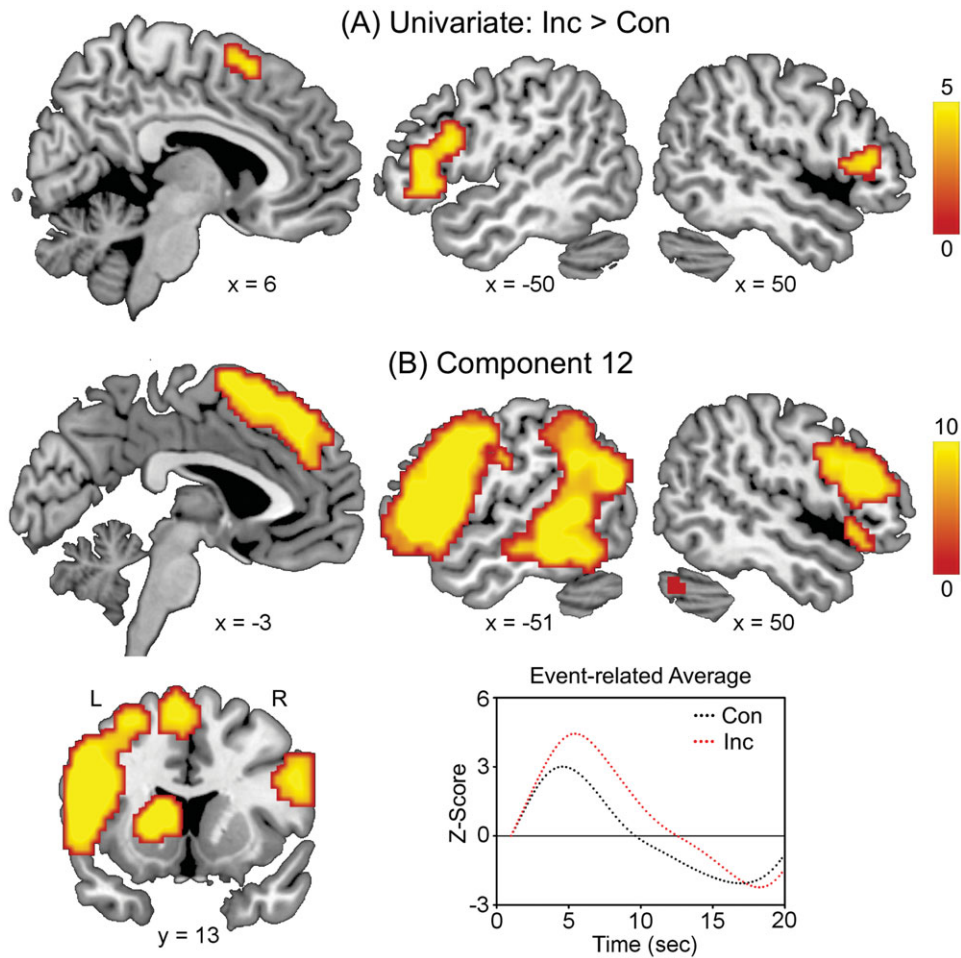 (A) Univariate: Inc > Con
5
0
x = 6
x = -50
x = 50
(B) Component 12
10
0
x = -3
x = -51
x = 50
L
R
y = 13
Event-related Average
Con
Inc
6
3
0
-3
Z-Score
0
5
10
15
20
Time (sec)